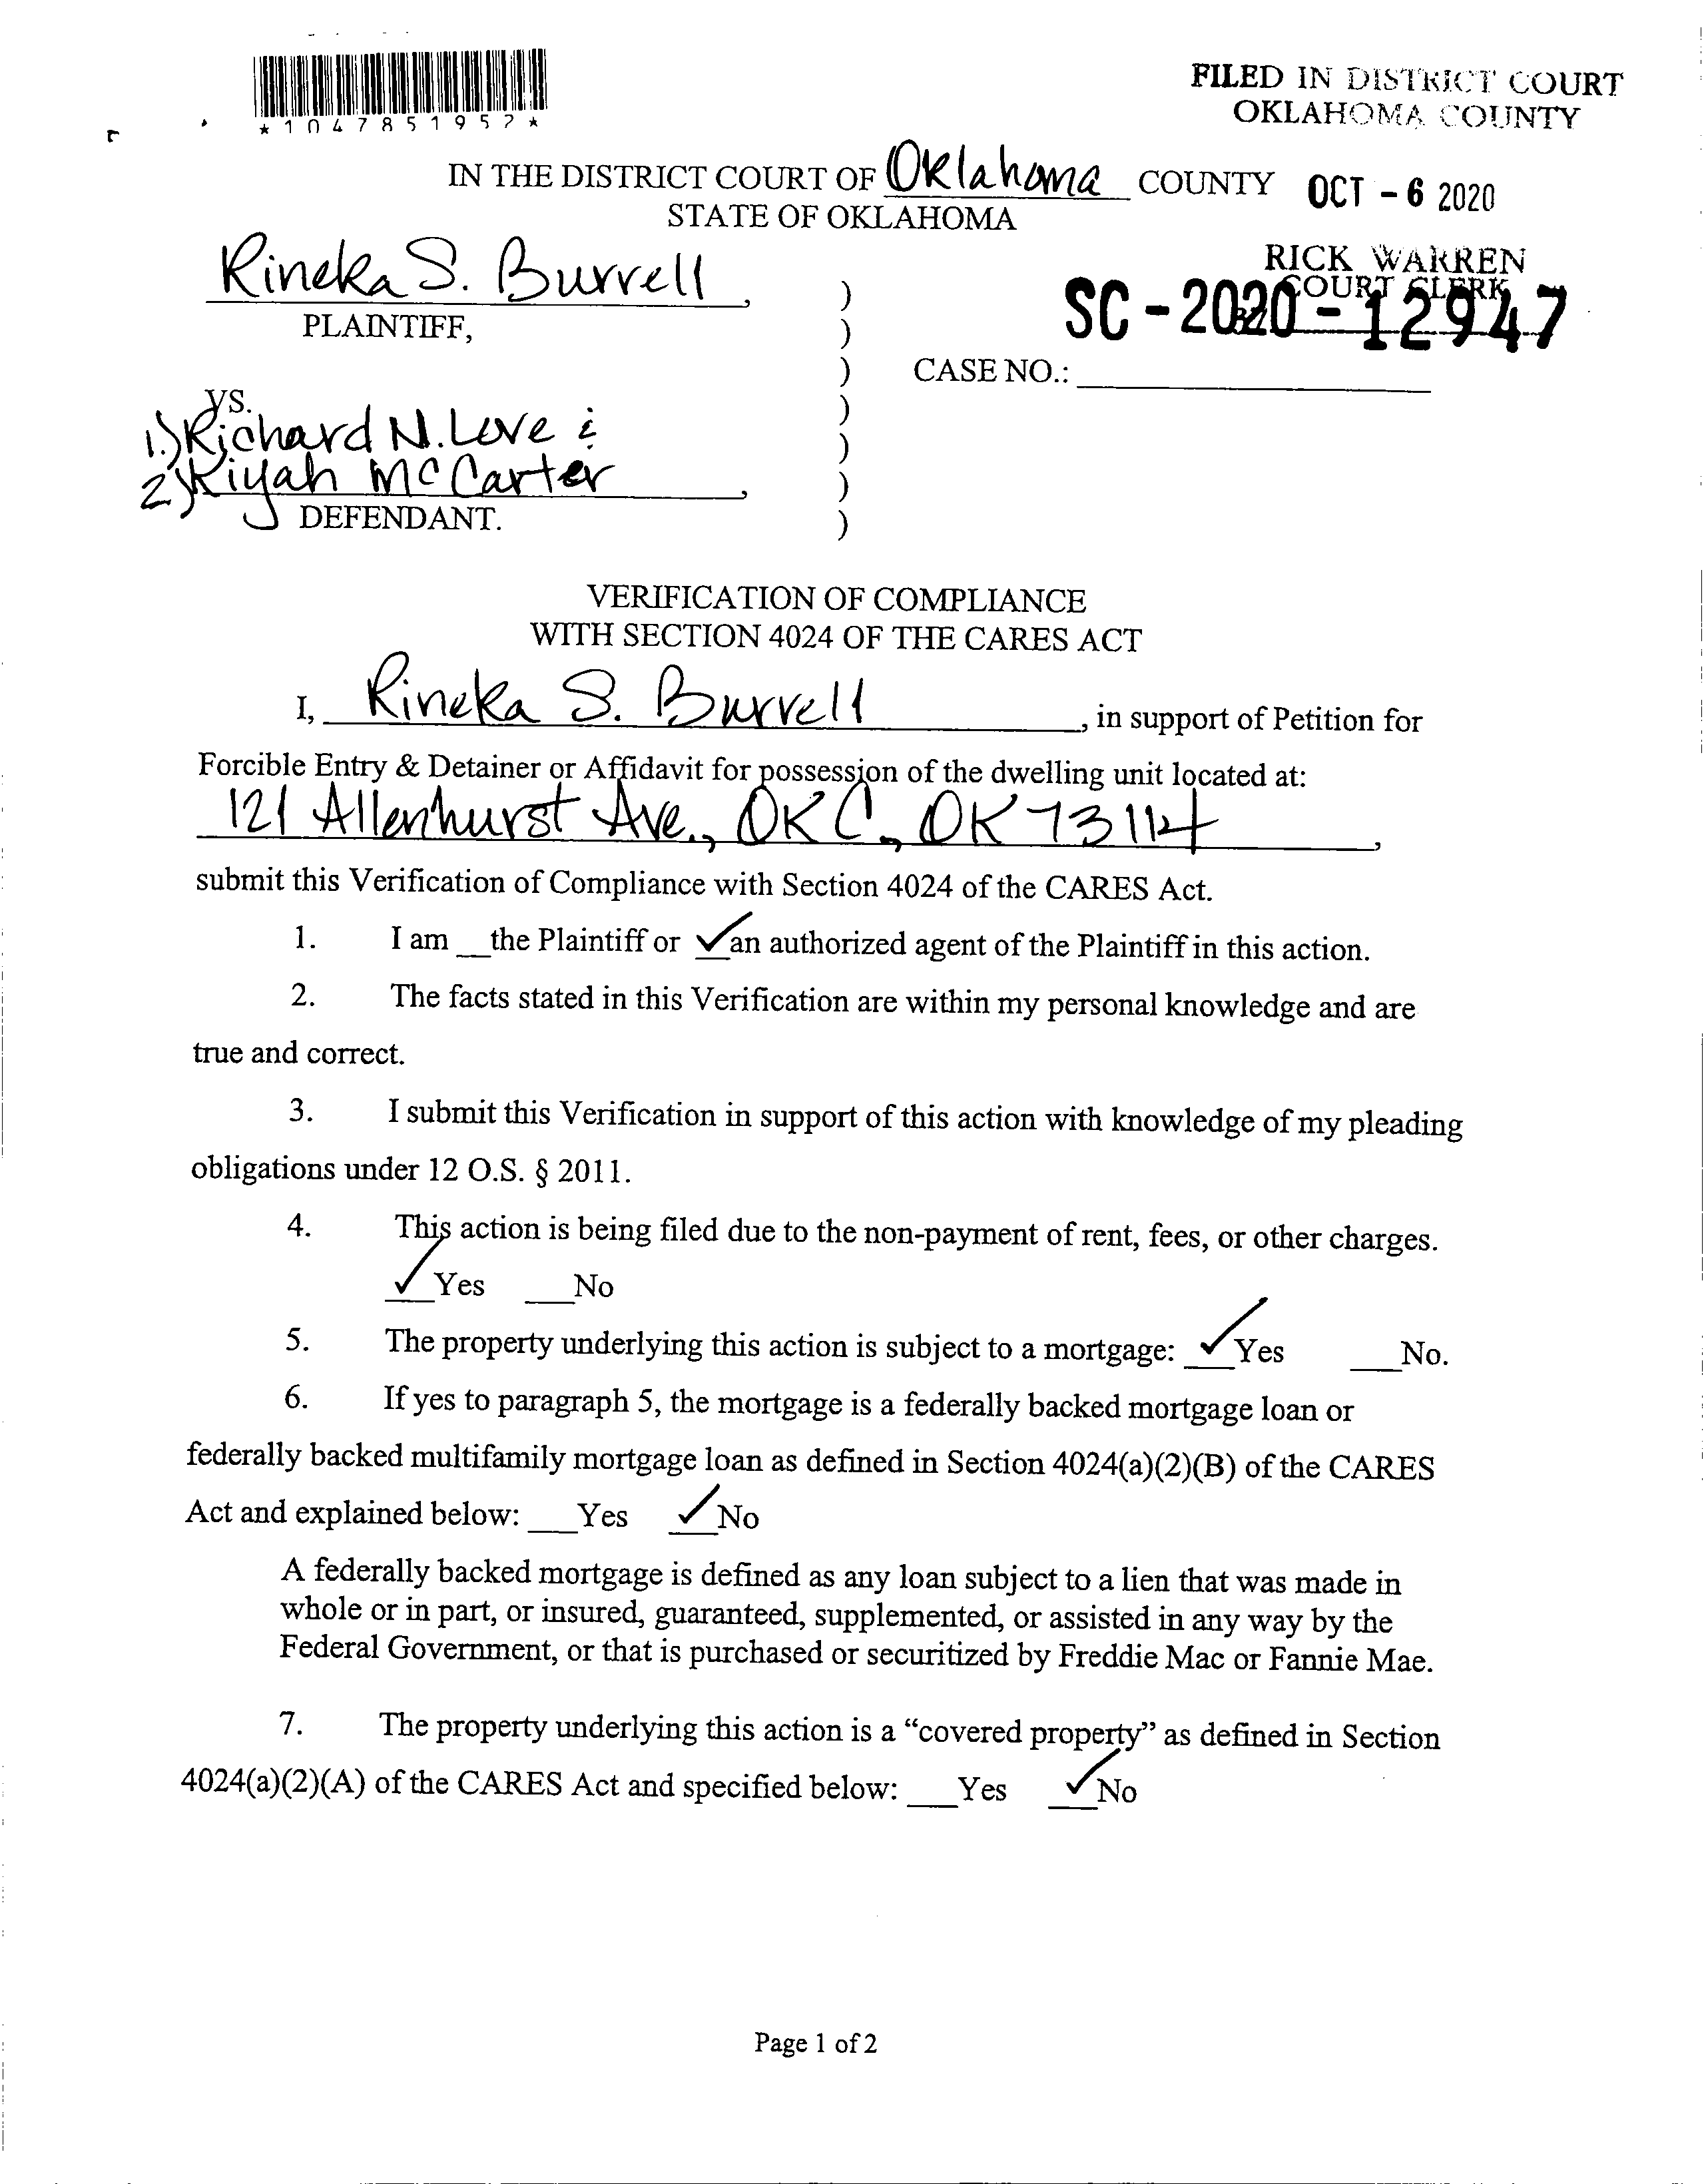 *1047851957*
FILED IN DISTRICT COURT
OKLAHOMA COUNTY
IN THE DISTRICT COURT OF Oklahoma COUNTY
OCT - 6 2020
STATE OF OKLAHOMA
RICK WARREN
COURT CLERK
SC - 2020 - 12947
Rineka S. Burrell,
PLAINTIFF,
CASE NO.:
VS.
1.) Richard N. Love &
2) Kiyah McCarter,
DEFENDANT.
)
)
)
)
)
)
)
VERIFICATION OF COMPLIANCE
WITH SECTION 4024 OF THE CARES ACT
I, Rineka S. Burrell, in support of Petition for
Forcible Entry & Detainer or Affidavit for possession of the dwelling unit located at:
121 Allenhurst Ave., OKC, OK 73114,
submit this Verification of Compliance with Section 4024 of the CARES Act.
1. I am __the Plaintiff or ✓an authorized agent of the Plaintiff in this action.
2. The facts stated in this Verification are within my personal knowledge and are
true and correct.
3. I submit this Verification in support of this action with knowledge of my pleading
obligations under 12 O.S. § 2011.
4. This action is being filed due to the non-payment of rent, fees, or other charges.
✓Yes ___No
5. The property underlying this action is subject to a mortgage: ✓Yes ___No.
6. If yes to paragraph 5, the mortgage is a federally backed mortgage loan or
federally backed multifamily mortgage loan as defined in Section 4024(a)(2)(B) of the CARES
Act and explained below: ___Yes ✓No
A federally backed mortgage is defined as any loan subject to a lien that was made in
whole or in part, or insured, guaranteed, supplemented, or assisted in any way by the
Federal Government, or that is purchased or securitized by Freddie Mac or Fannie Mae.
7. The property underlying this action is a “covered property” as defined in Section
4024(a)(2)(A) of the CARES Act and specified below: ___Yes ✓No
Page 1 of 2